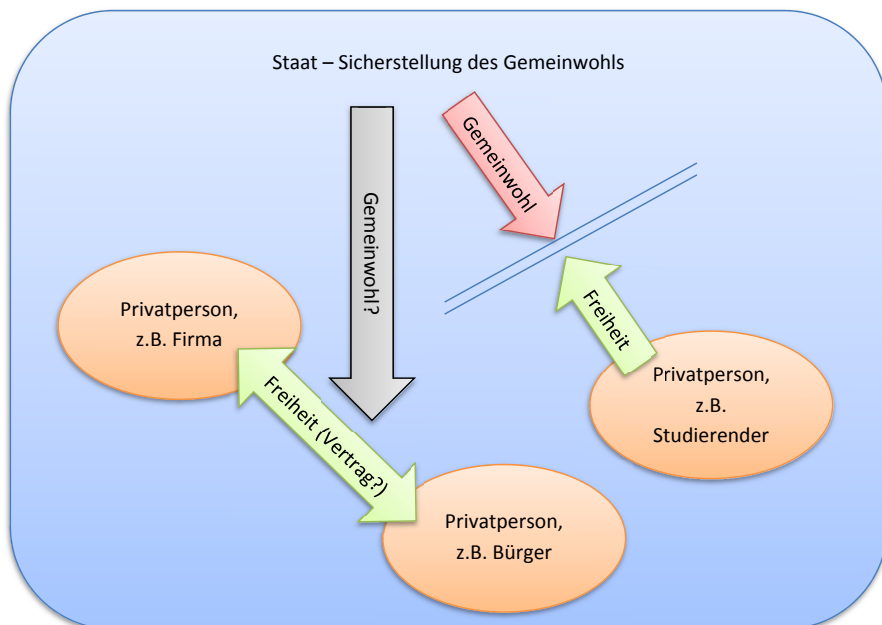 Staat – Sicherstellung des Gemeinwohls
Gemeinwohl
Gemeinwohl?
Freiheit
Privatperson,
z.B. Firma
Freiheit (Vertrag?)
Privatperson,
z.B.
Studierender
Privatperson,
z.B. Bürger